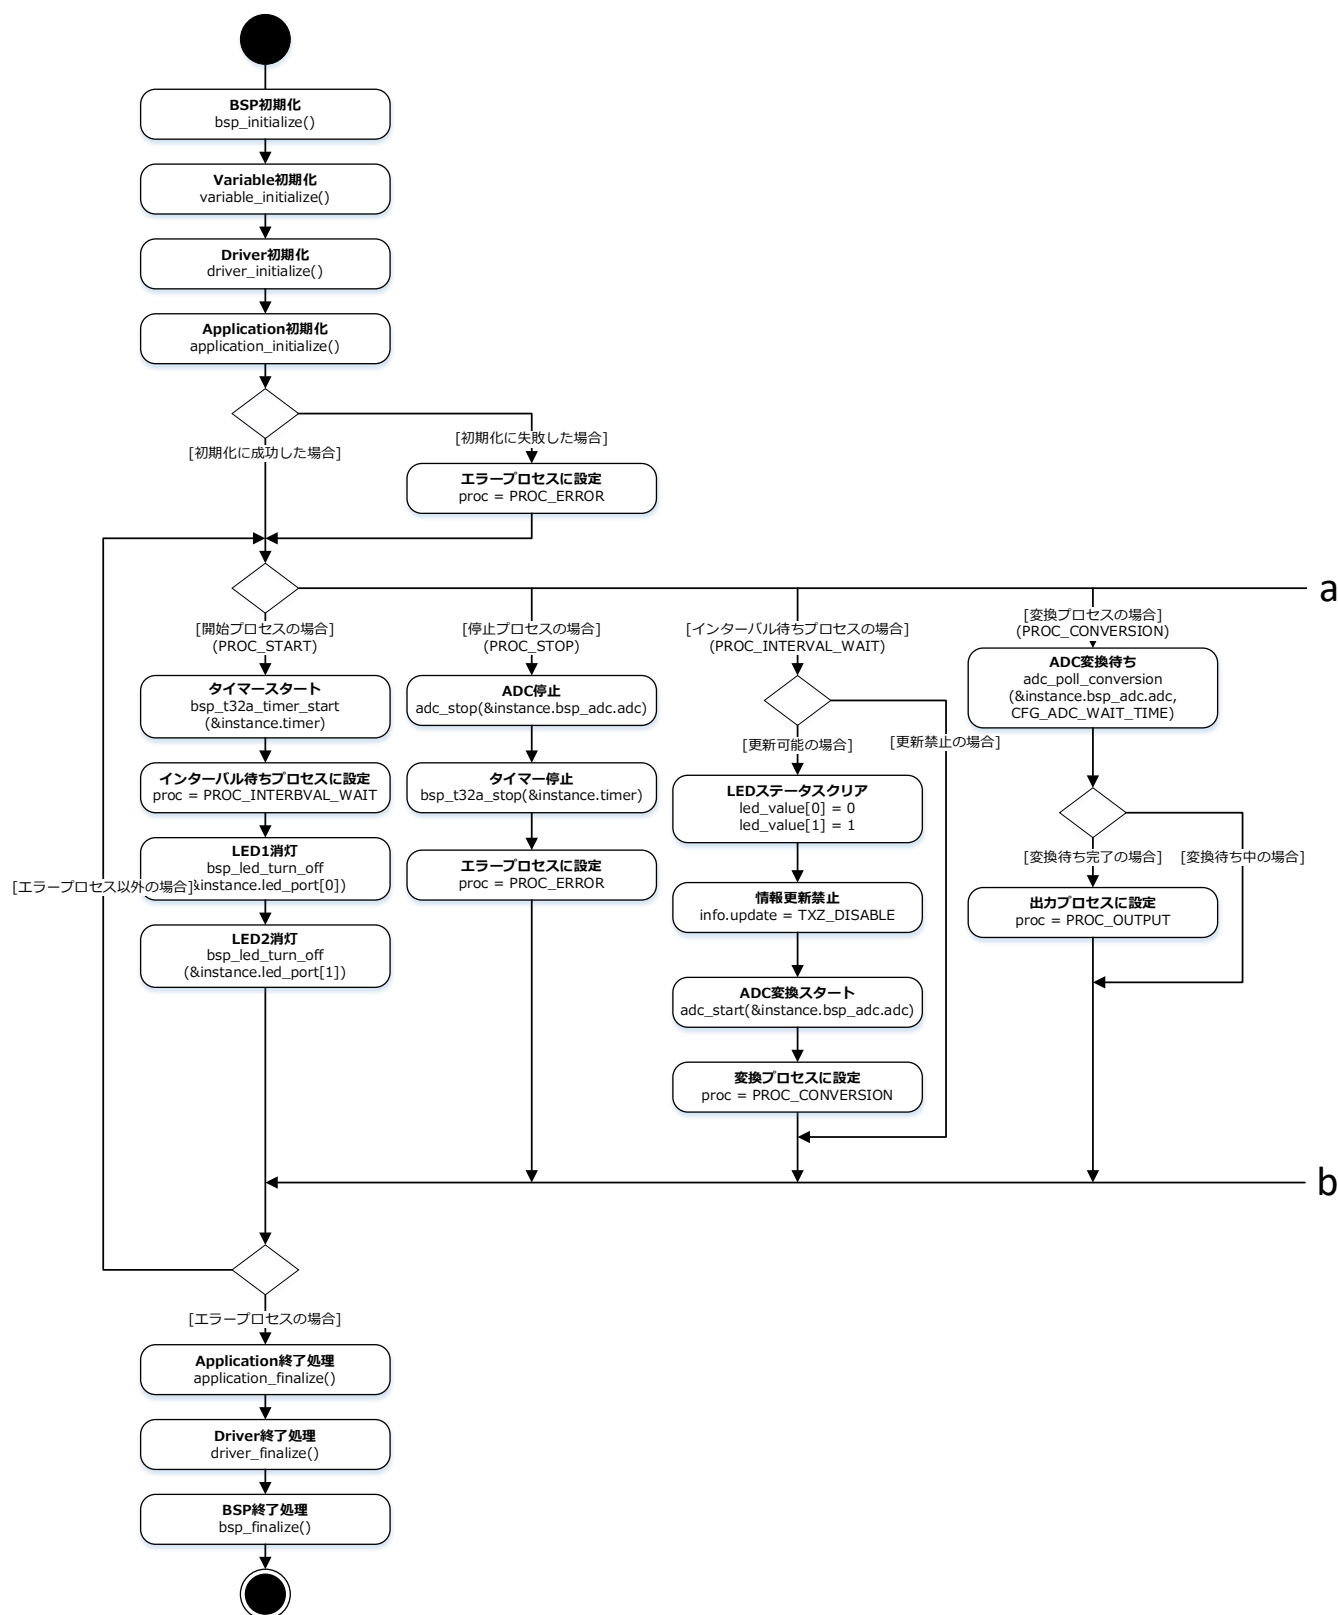 BSP初期化
bsp_initialize()
Variable初期化
variable_initialize()
Driver初期化
driver_initialize()
Application初期化
application_initialize()
[初期化に成功した場合]
[初期化に失敗した場合]
エラープロセスに設定
proc = PROC_ERROR
a
[開始プロセスの場合]
(PROC_START)
タイマースタート
bsp_t32a_timer_start
(&instance.timer)
インターバル待ちプロセスに設定
proc = PROC_INTERBVAL_WAIT
LED1消灯
bsp_led_turn_off
&instance.led_port[0])
[エラープロセス以外の場合]
LED2消灯
bsp_led_turn_off
(&instance.led_port[1])
[停止プロセスの場合]
(PROC_STOP)
ADC停止
adc_stop(&instance.bsp_adc.adc)
タイマー停止
bsp_t32a_stop(&instance.timer)
エラープロセスに設定
proc = PROC_ERROR
[インターバル待ちプロセスの場合]
(PROC_INTERVAL_WAIT)
[更新可能の場合]
[更新禁止の場合]
LEDステータスクリア
led_value[0] = 0
led_value[1] = 1
情報更新禁止
info.update = TXZ_DISABLE
ADC変換スタート
adc_start(&instance.bsp_adc.adc)
変換プロセスに設定
proc = PROC_CONVERSION
[変換プロセスの場合]
(PROC_CONVERSION)
ADC変換待ち
adc_poll_conversion
(&instance.bsp_adc.adc,
CFG_ADC_WAIT_TIME)
[変換待ち完了の場合]
[変換待ち中の場合]
出力プロセスに設定
proc = PROC_OUTPUT
b
[エラープロセスの場合]
Application終了処理
application_finalize()
Driver終了処理
driver_finalize()
BSP終了処理
bsp_finalize()